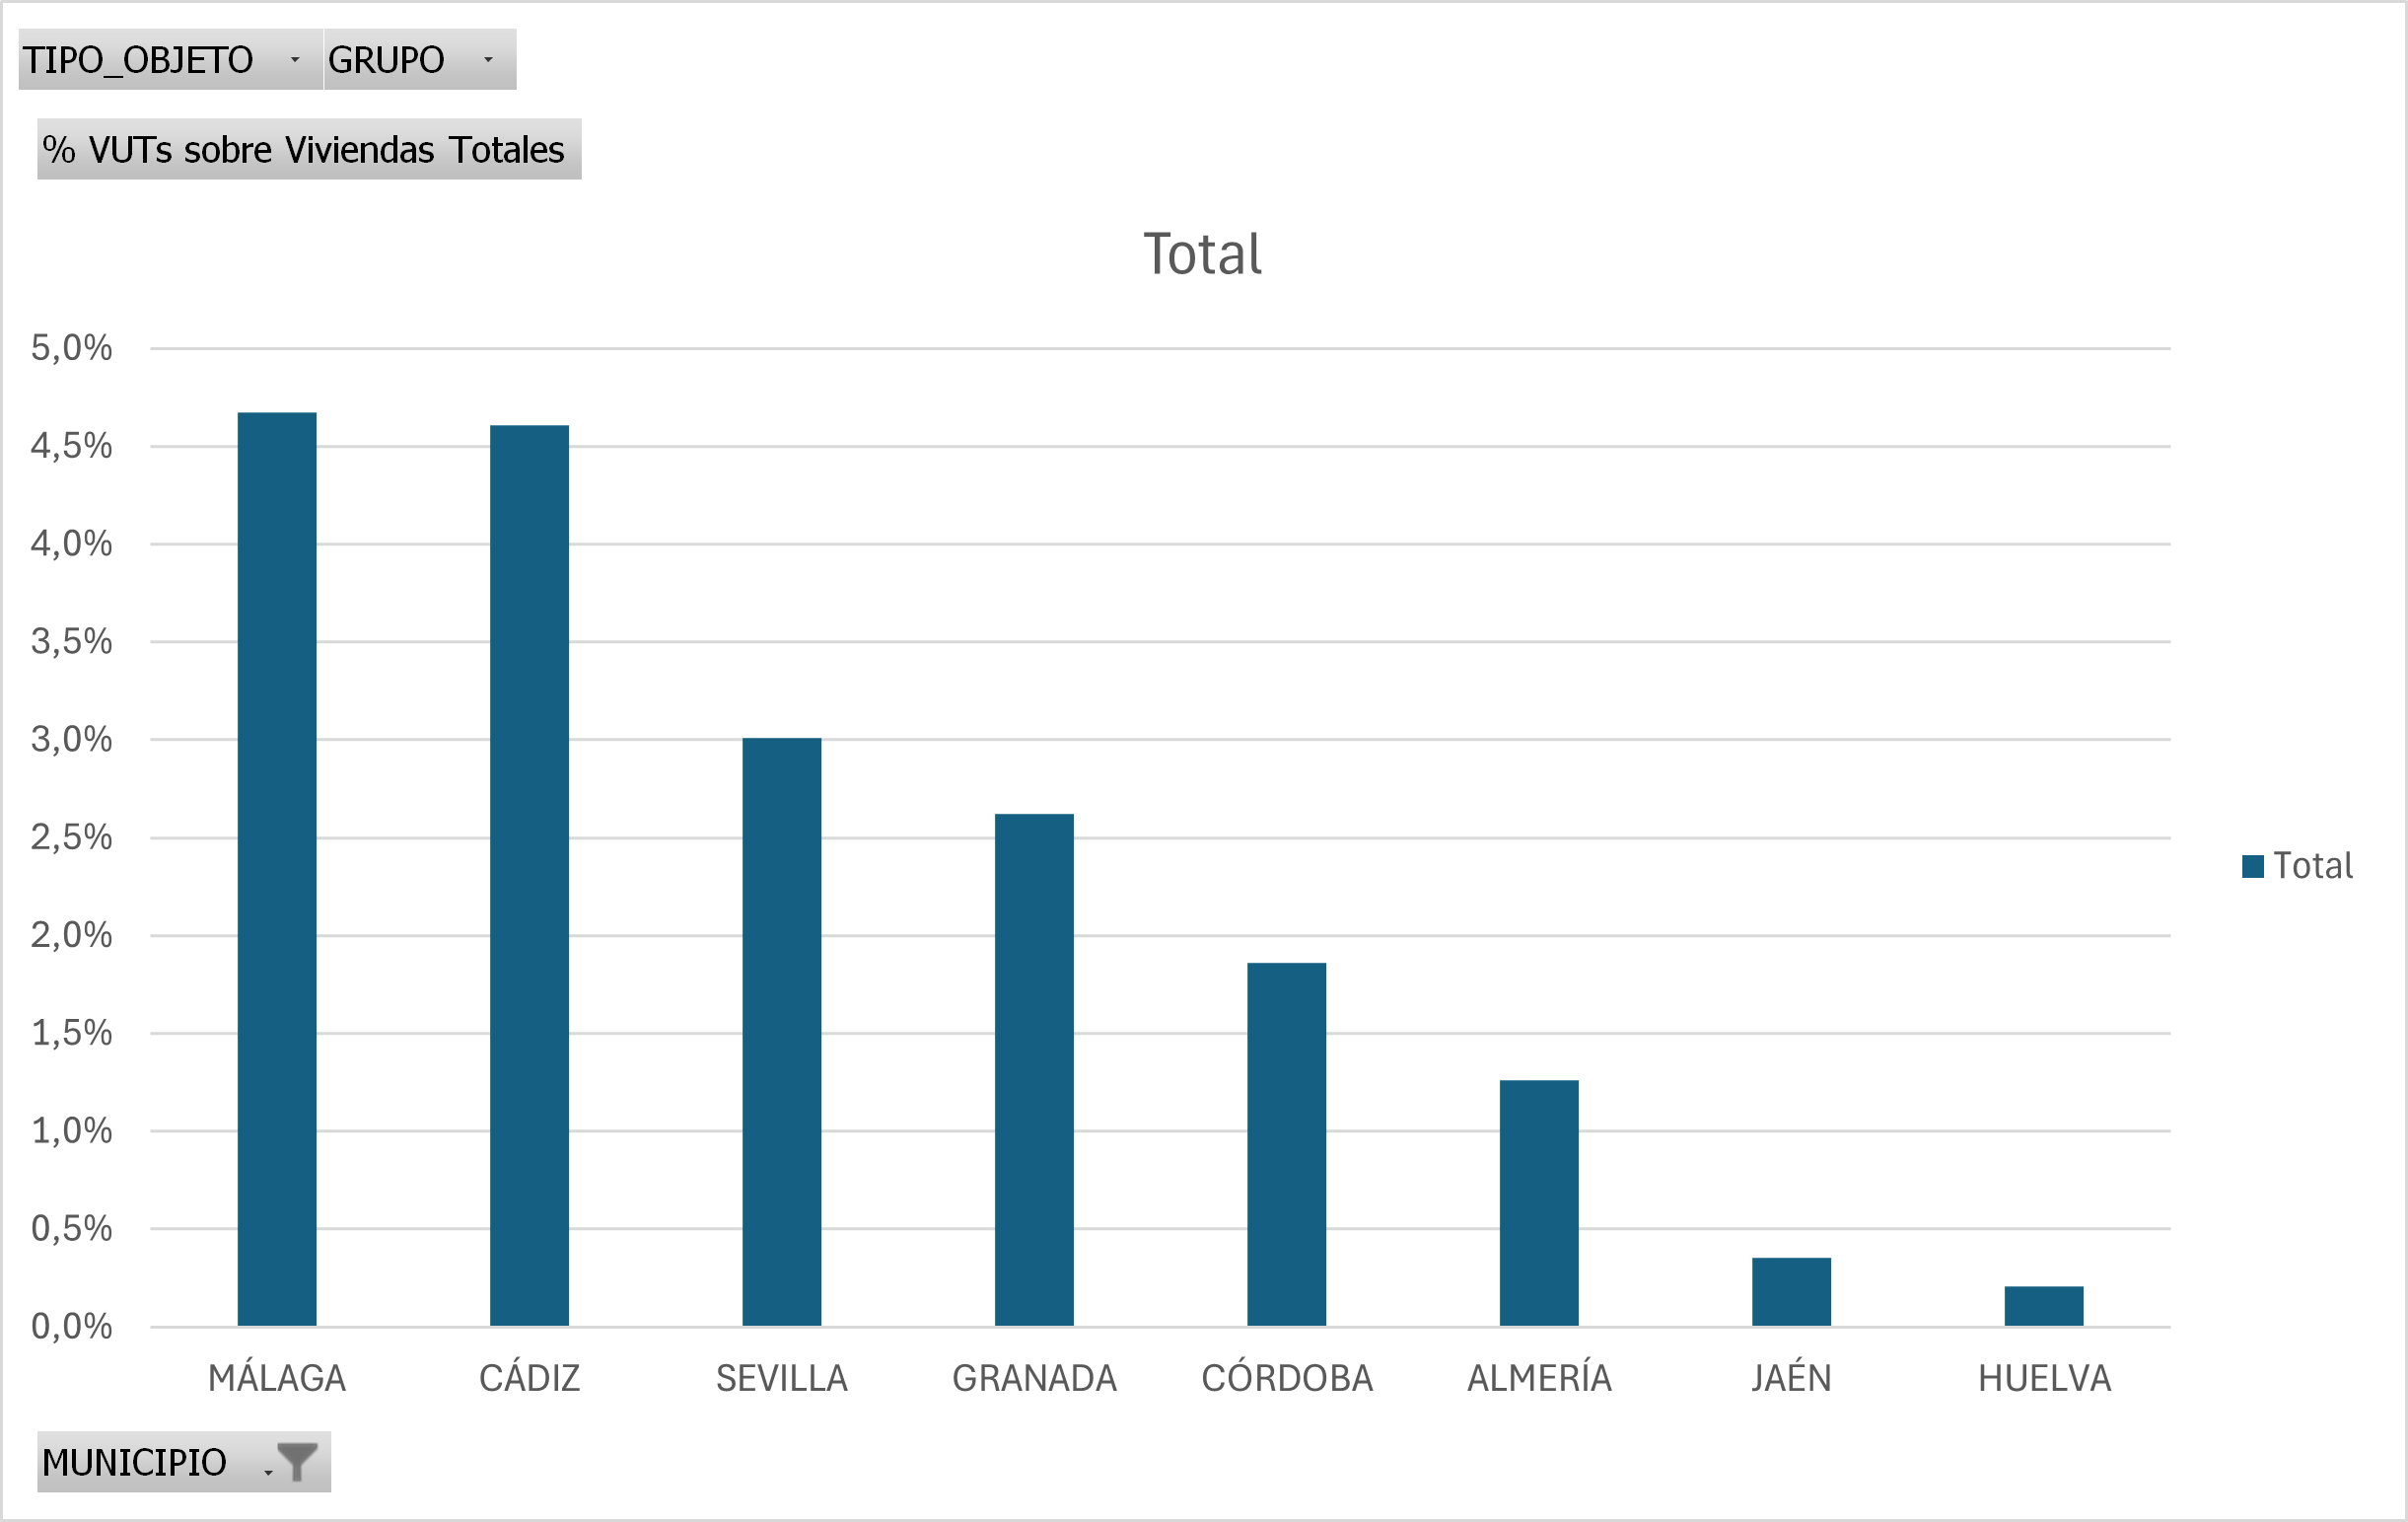 TIPO_OBJETO GRUPO
% VUTs sobre Viviendas Totales
Total
5,0%
4,5%
4,0%
3,5%
3,0%
2,5%
2,0%
1,5%
1,0%
0,5%
0,0%
Total
MÁLAGA CÁDIZ SEVILLA GRANADA CÓRDOBA ALMERÍA JAÉN HUELVA
MUNICIPIO